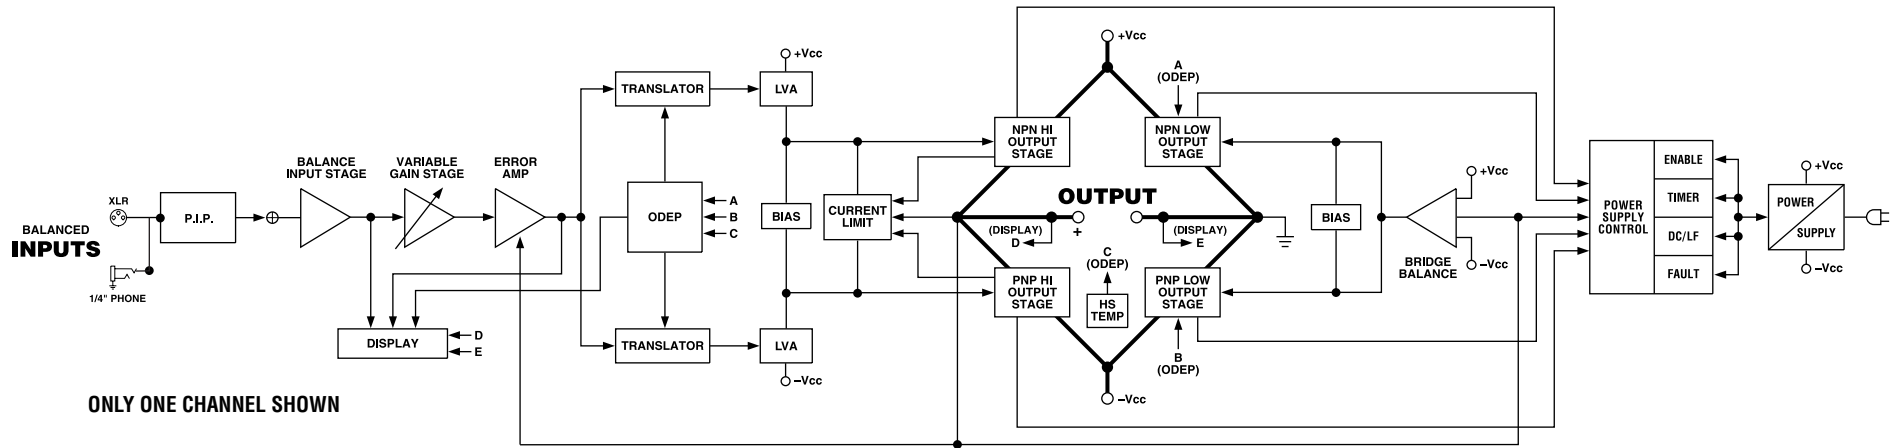 BALANCED
INPUTS
XLR
1/4" PHONE
P.I.P.
BALANCE
INPUT STAGE
VARIABLE
GAIN STAGE
ERROR
AMP
DISPLAY
D
E
TRANSLATOR
ODEP
A
B
C
TRANSLATOR
+Vcc
LVA
BIAS
LVA
–Vcc
CURRENT
LIMIT
+Vcc
NPN HI
OUTPUT
STAGE
A
(ODEP)
NPN LOW
OUTPUT
STAGE
OUTPUT
(DISPLAY)
D
+
(DISPLAY)
E
C
(ODEP)
HS
TEMP
PNP HI
OUTPUT
STAGE
PNP LOW
OUTPUT
STAGE
B
(ODEP)
–Vcc
BIAS
+Vcc
BRIDGE
BALANCE
–Vcc
POWER
SUPPLY
CONTROL
ENABLE
TIMER
DC/LF
FAULT
+Vcc
POWER
SUPPLY
–Vcc
ONLY ONE CHANNEL SHOWN